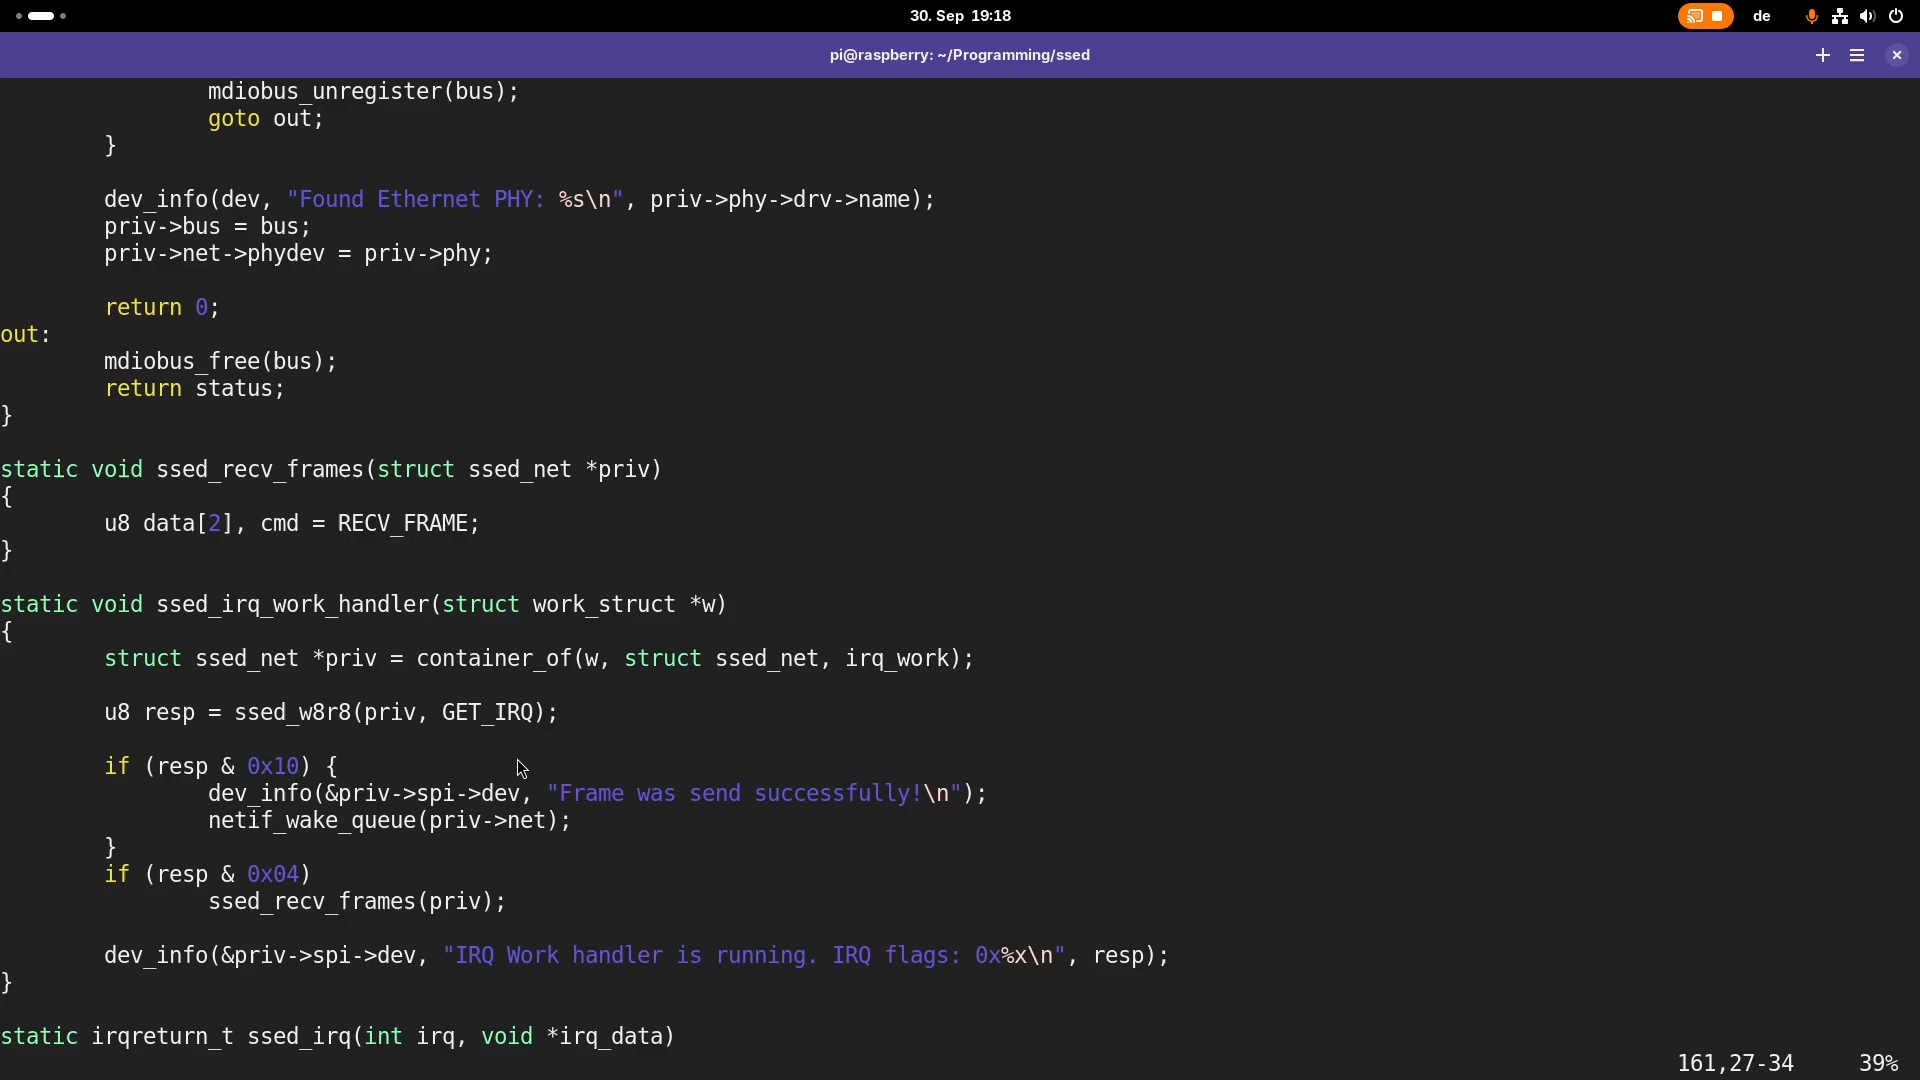 30. Sep 19:18
de
pi@raspberry: ~/Programming/ssed
mdiobus_unregister(bus);
goto out;
}
dev_info(dev, "Found Ethernet PHY: %s\n", priv->phy->drv->name);
priv->bus = bus;
priv->net->phydev = priv->phy;
return 0;
out:
mdiobus_free(bus);
return status;
}
static void ssed_recv_frames(struct ssed_net *priv)
{
u8 data[2], cmd = RECV_FRAME;
}
static void ssed_irq_work_handler(struct work_struct *w)
{
struct ssed_net *priv = container_of(w, struct ssed_net, irq_work);
u8 resp = ssed_w8r8(priv, GET_IRQ);
if (resp & 0x10) {
dev_info(&priv->spi->dev, "Frame was send successfully!\n");
netif_wake_queue(priv->net);
}
if (resp & 0x04)
ssed_recv_frames(priv);
dev_info(&priv->spi->dev, "IRQ Work handler is running. IRQ flags: 0x%x\n", resp);
}
static irqreturn_t ssed_irq(int irq, void *irq_data)
161,27-34 39%